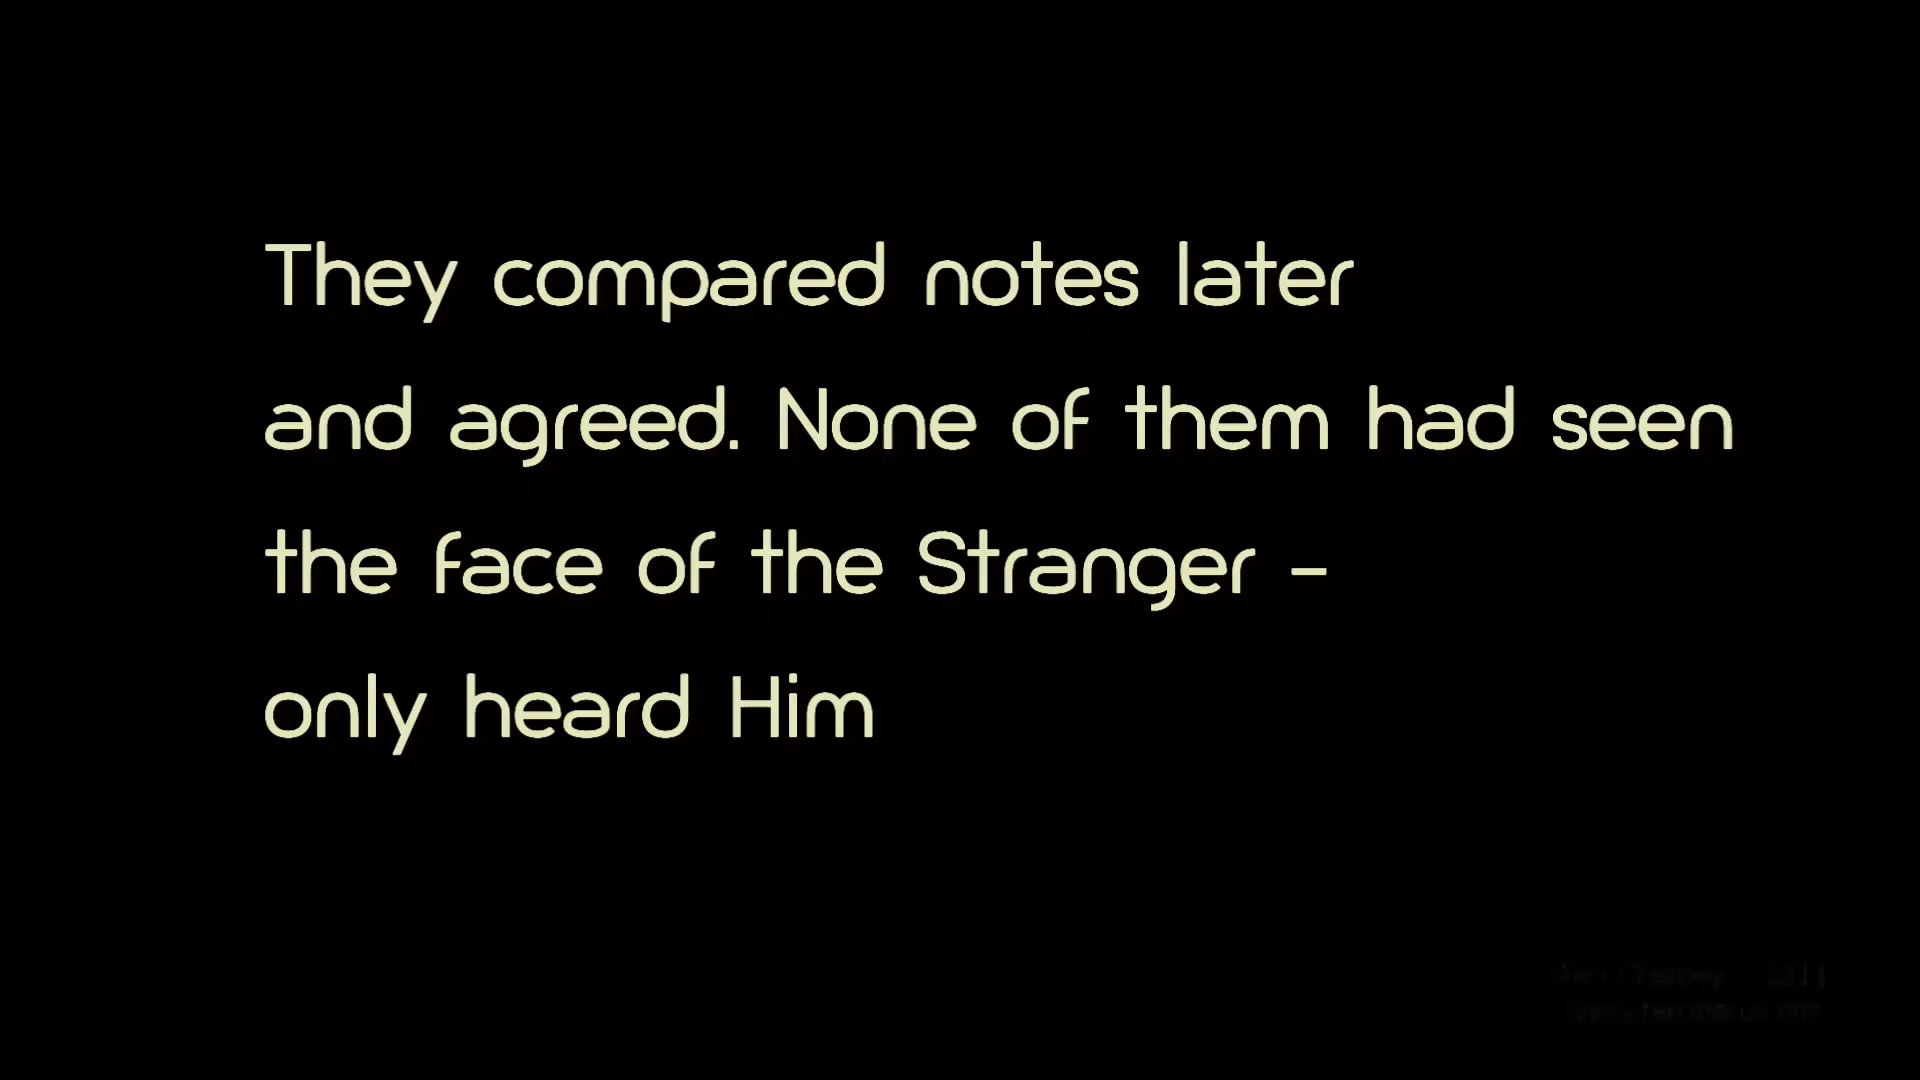 They compared notes later
and agreed. None of them had seen
the face of the Stranger -
only heard Him